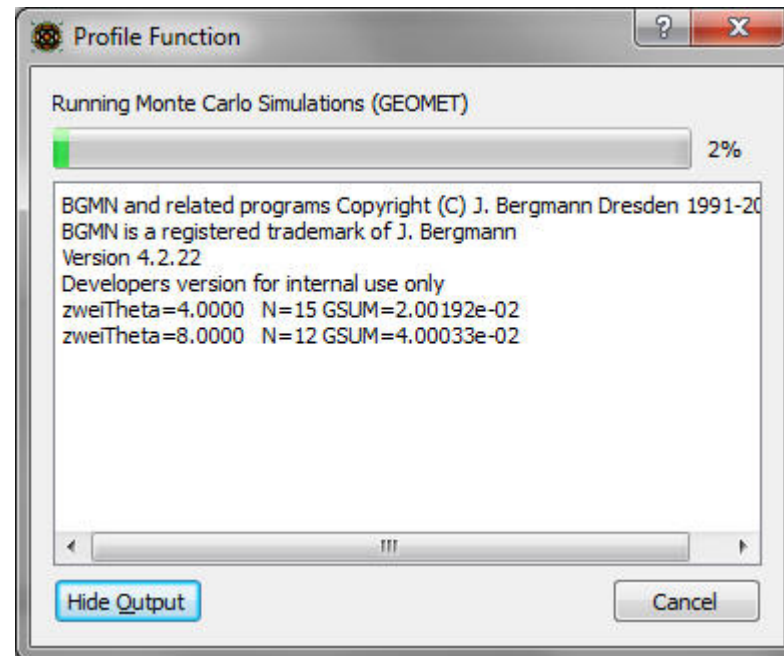 Profile Function
Running Monte Carlo Simulations (GEOMET)
2%
BGMN and related programs Copyright (C) J. Bergmann Dresden 1991-20
BGMN is a registered trademark of J. Bergmann
Version 4.2.22
Developers version for internal use only
zweiTheta=4.0000 N=15 GSUM=2.00192e-02
zweiTheta=8.0000 N=12 GSUM=4.00033e-02
Hide Output Cancel